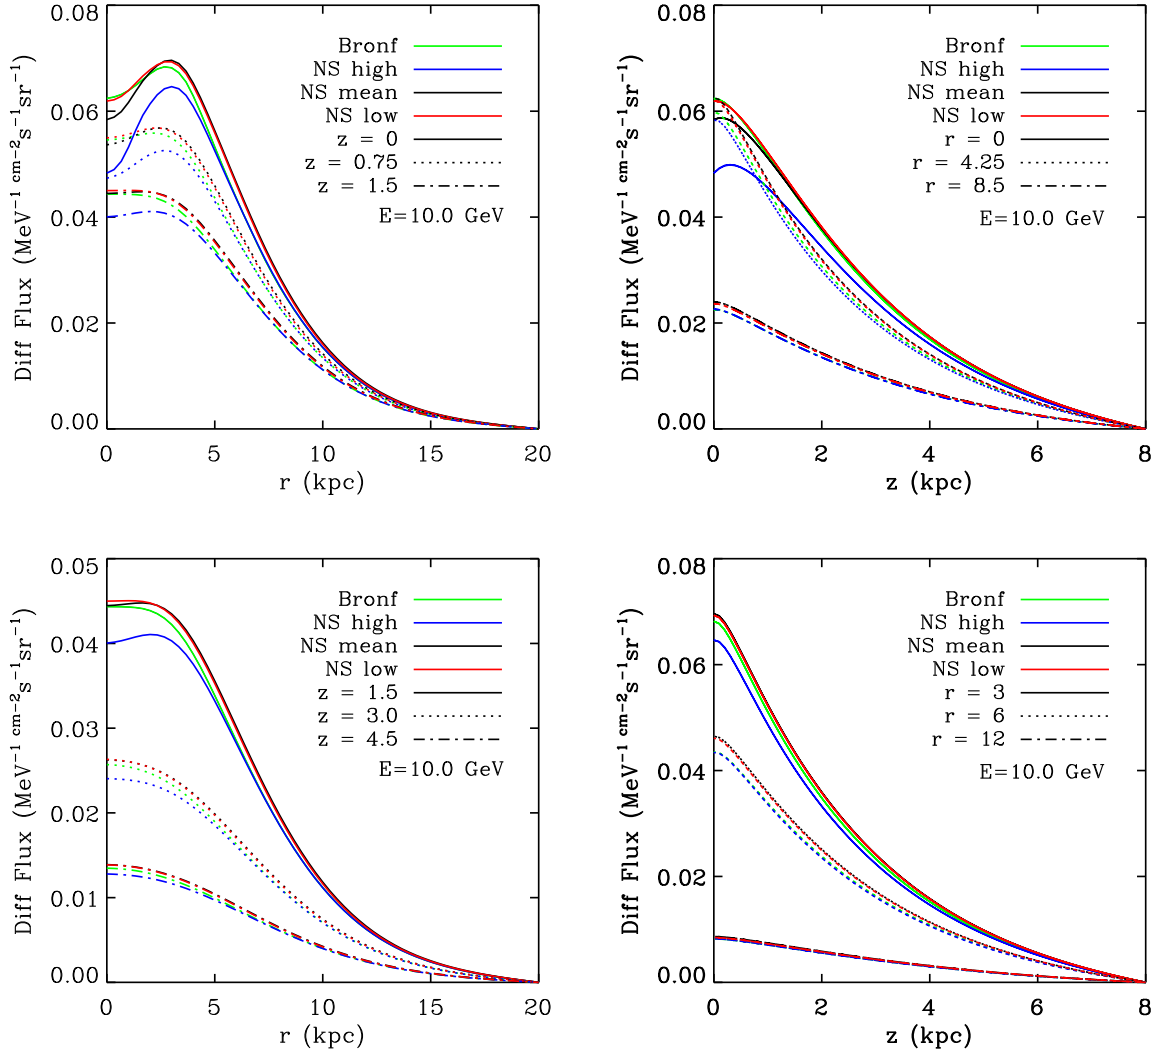 0.08
0.06
0.04
0.02
0.00
Diff Flux (MeV⁻¹ cm⁻²s⁻¹sr⁻¹)
Bronf
NS high
NS mean
NS low
z = 0
z = 0.75
z = 1.5
E=10.0 GeV
0 5 10 15 20
r (kpc)
0.08
0.06
0.04
0.02
0.00
Diff Flux (MeV⁻¹ cm⁻²s⁻¹sr⁻¹)
Bronf
NS high
NS mean
NS low
r = 0
r = 4.25
r = 8.5
E=10.0 GeV
0 2 4 6 8
z (kpc)
0.05
0.04
0.03
0.02
0.01
0.00
Diff Flux (MeV⁻¹ cm⁻²s⁻¹sr⁻¹)
Bronf
NS high
NS mean
NS low
z = 1.5
z = 3.0
z = 4.5
E=10.0 GeV
0 5 10 15 20
r (kpc)
0.08
0.06
0.04
0.02
0.00
Diff Flux (MeV⁻¹ cm⁻²s⁻¹sr⁻¹)
Bronf
NS high
NS mean
NS low
r = 3
r = 6
r = 12
E=10.0 GeV
0 2 4 6 8
z (kpc)